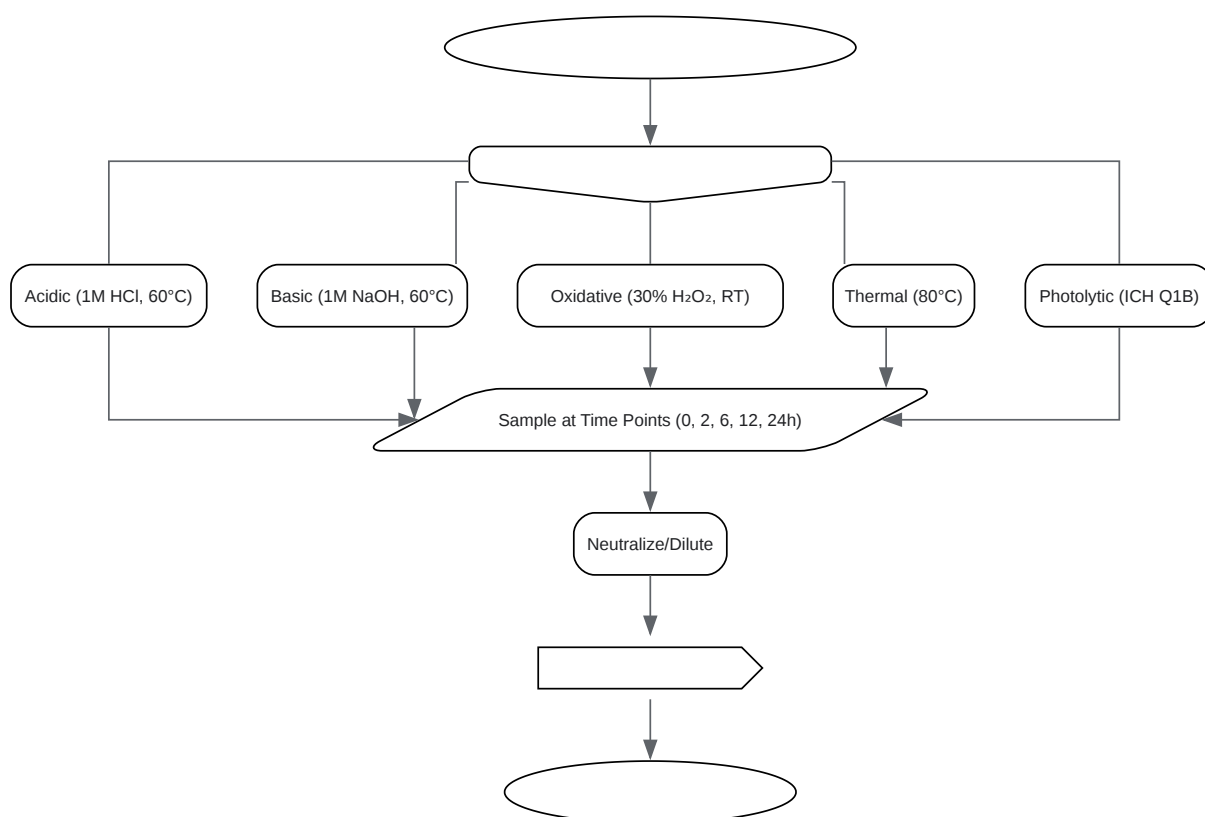 Acidic (1M HCl, 60°C)
Basic (1M NaOH, 60°C)
Oxidative (30% H₂O₂, RT)
Thermal (80°C)
Photolytic (ICH Q1B)
Sample at Time Points (0, 2, 6, 12, 24h)
Neutralize/Dilute